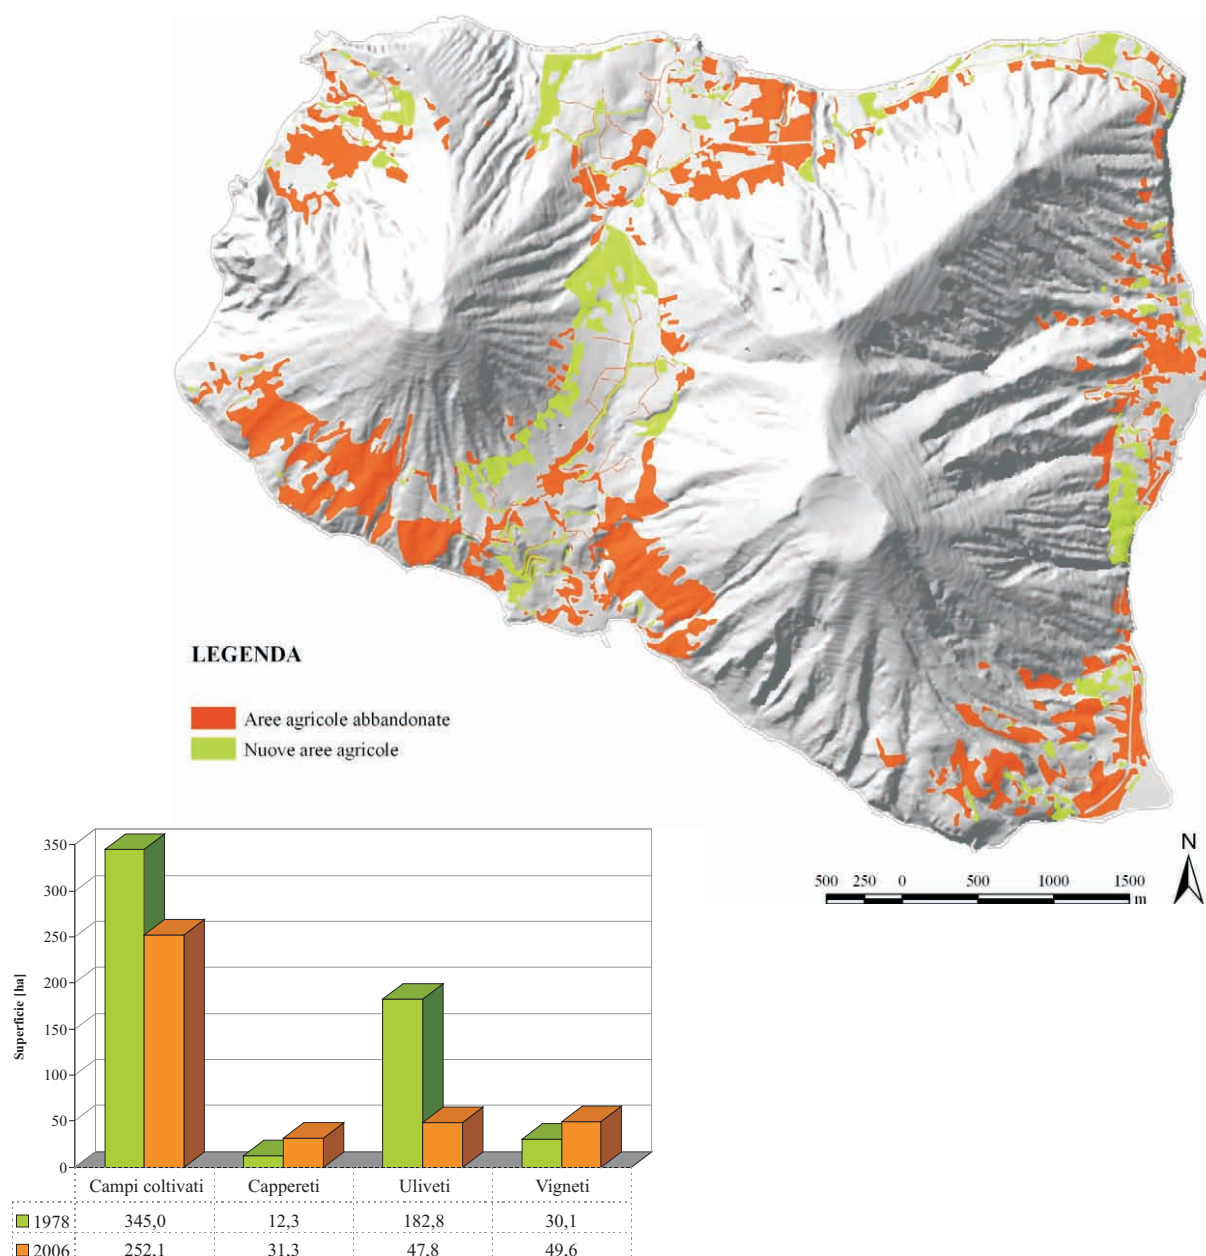 LEGENDA
Aree agricole abbandonate
Nuove aree agricole
N
500 250 0 500 1000 1500
m
Superficie [ha]
350
300
250
200
150
100
50
0
Campi coltivati Cappereti Uliveti Vigneti
1978 345,0 12,3 182,8 30,1
2006 252,1 31,3 47,8 49,6